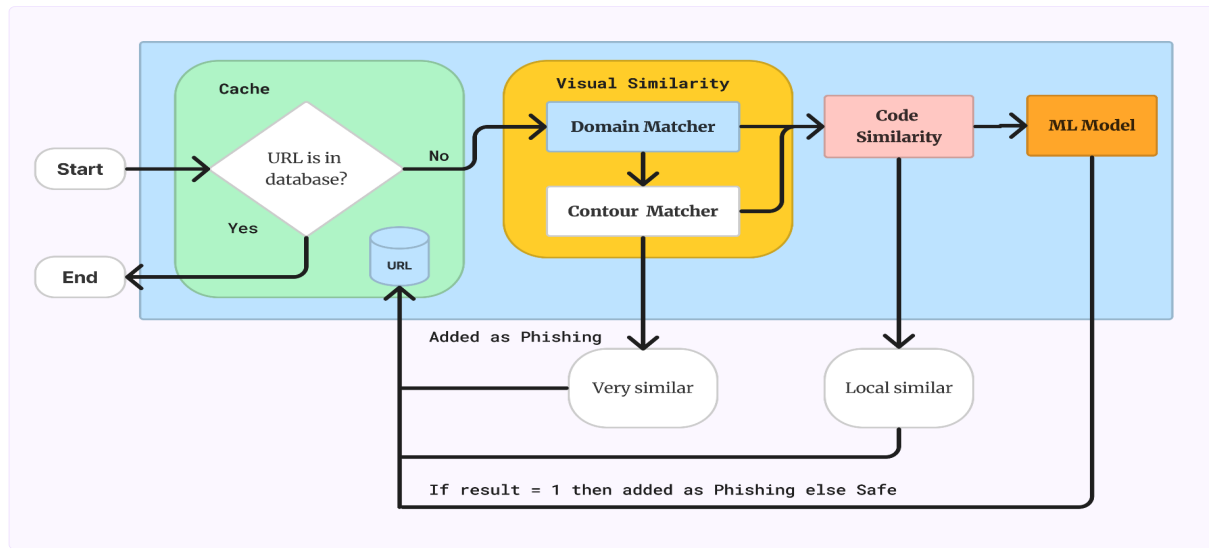 Cache
Visual Similarity
Start
URL is in
database?
No
Yes
End
URL
Domain Matcher
Contour Matcher
Code
Similarity
ML Model
Added as Phishing
Very similar
Local similar
If result = 1 then added as Phishing else Safe